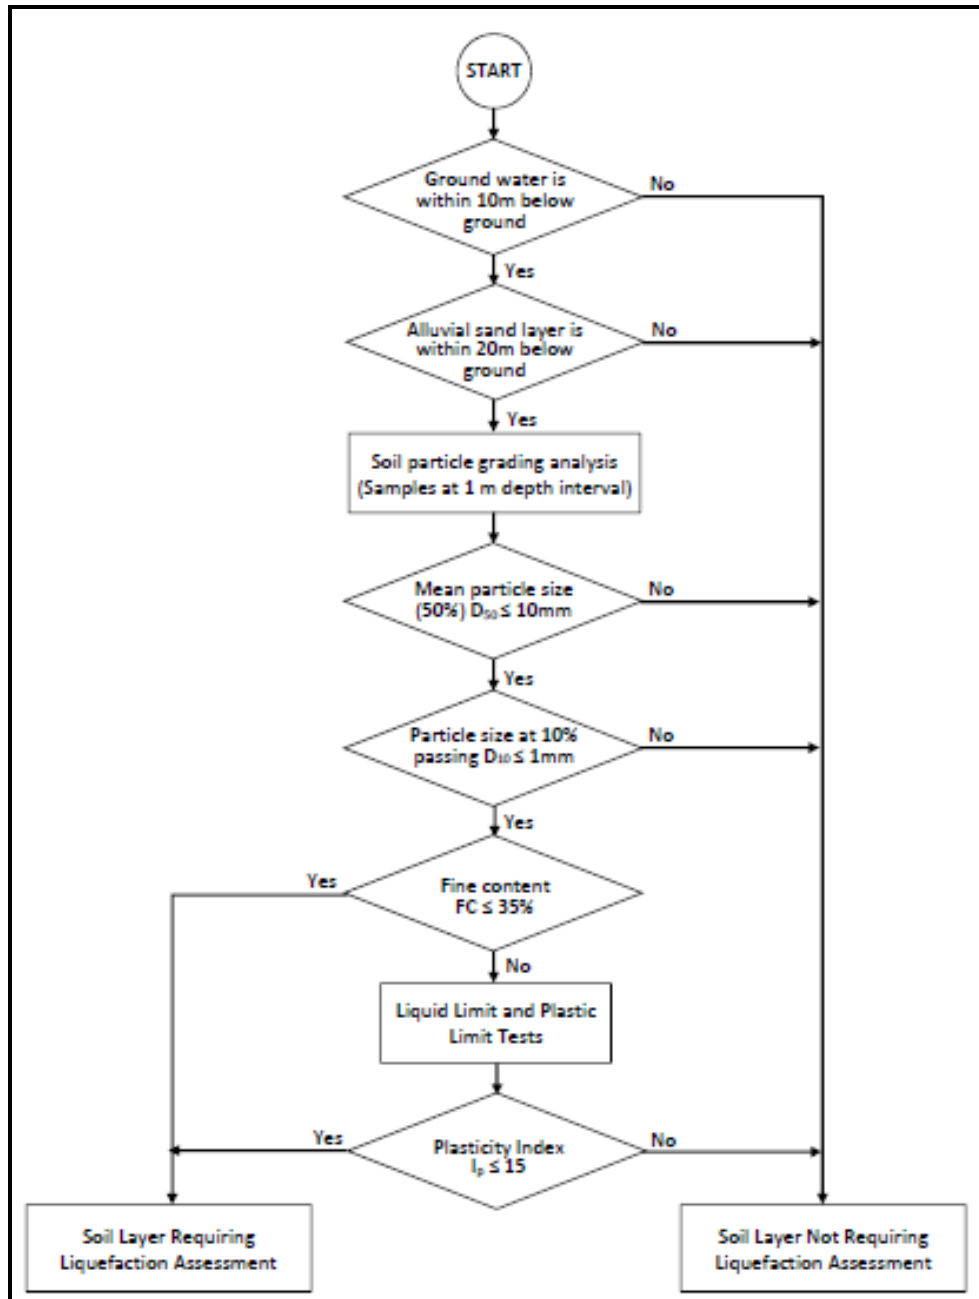 START
Ground water is
within 10m below
ground
No
Yes
Alluvial sand layer is
within 20m below
ground
No
Yes
Soil particle grading analysis
(Samples at 1 m depth interval)
Mean particle size
(50%) D₅₀ ≤ 10mm
No
Yes
Particle size at 10%
passing D₁₀ ≤ 1mm
No
Yes
Fine content
FC ≤ 35%
Yes
No
Liquid Limit and Plastic
Limit Tests
Plasticity Index
Iₚ ≤ 15
Yes
No
Soil Layer Requiring
Liquefaction Assessment
Soil Layer Not Requiring
Liquefaction Assessment